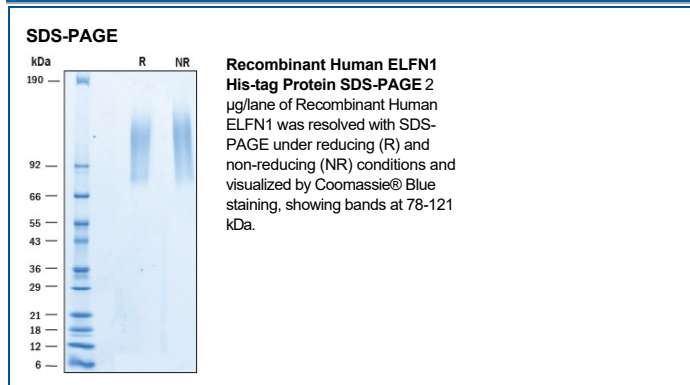 SDS-PAGE
kDa
R
NR
190
92
66
55
43
36
29
21
18
12
6
Recombinant Human ELFN1
His-tag Protein SDS-PAGE 2
µg/lane of Recombinant Human
ELFN1 was resolved with SDS-
PAGE under reducing (R) and
non-reducing (NR) conditions and
visualized by Coomassie® Blue
staining, showing bands at 78-121
kDa.